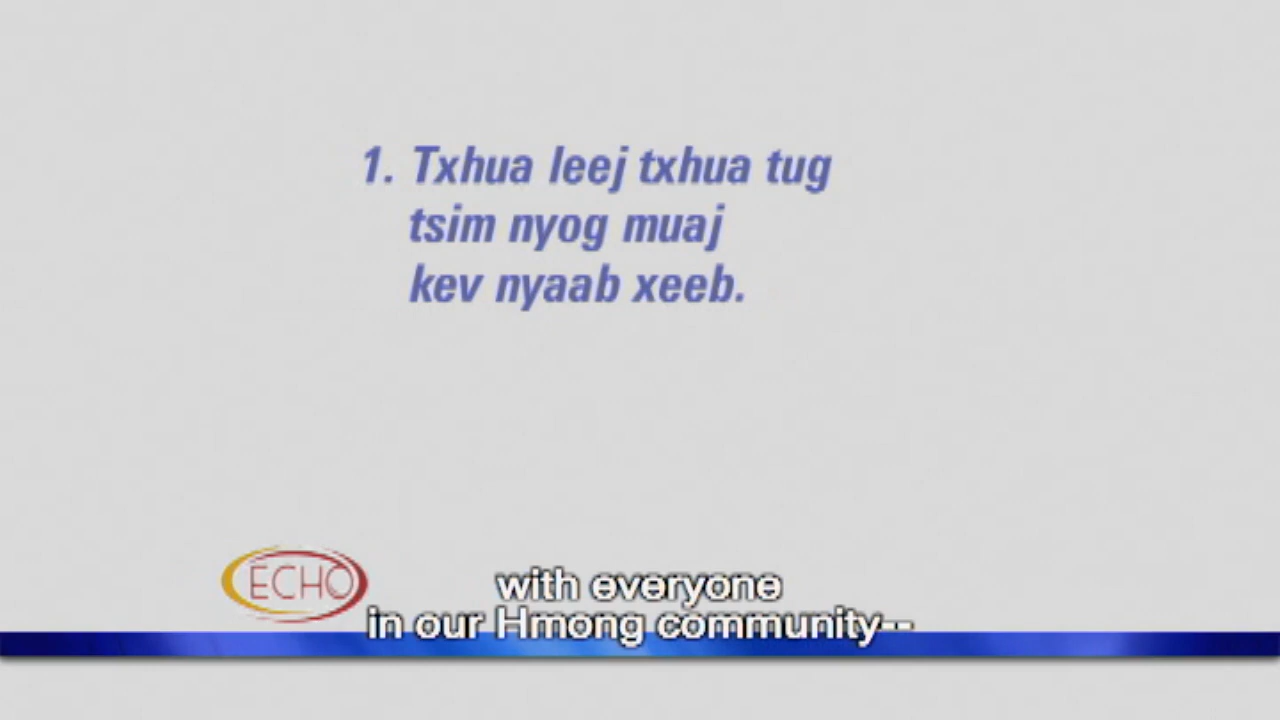 1. Txhua leej txhua tug
tsim nyog muaj
kev nyaab xeeb.
ECHO
with everyone
in our Hmong community--